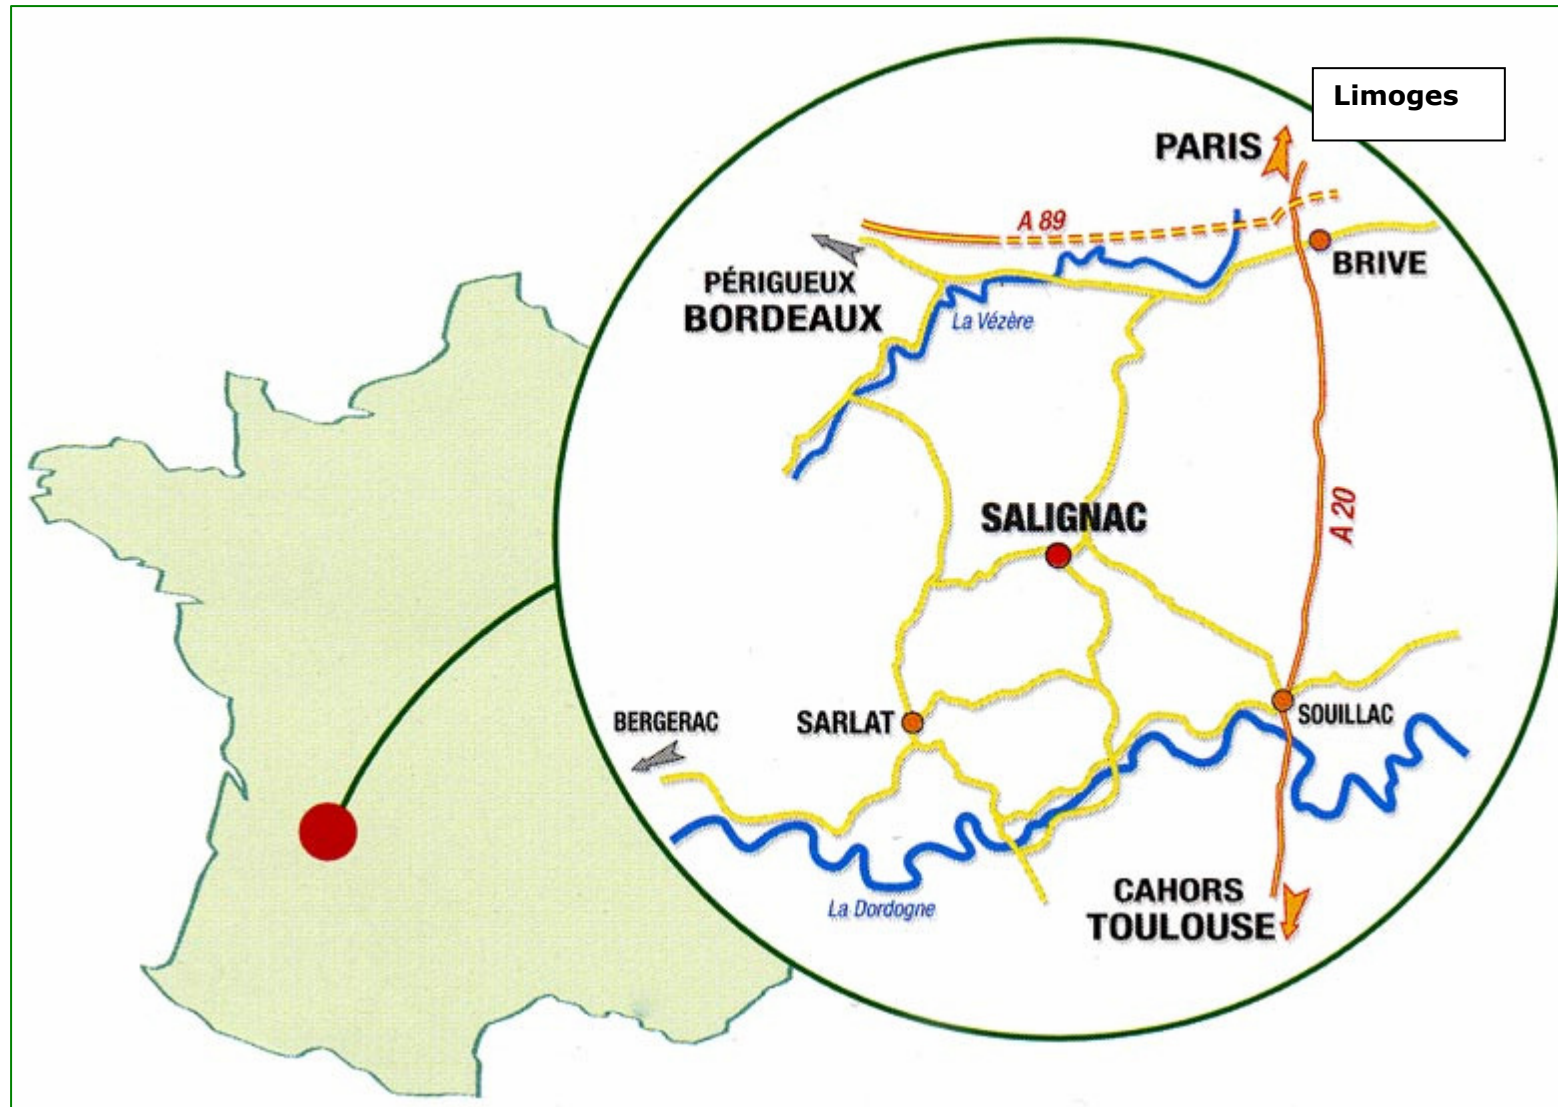 Limoges
PARIS
A 89
BRIVE
PÉRIGUEUX
BORDEAUX
La Vézère
SALIGNAC
A 20
BERGERAC
SARLAT
SOUILLAC
La Dordogne
CAHORS
TOULOUSE